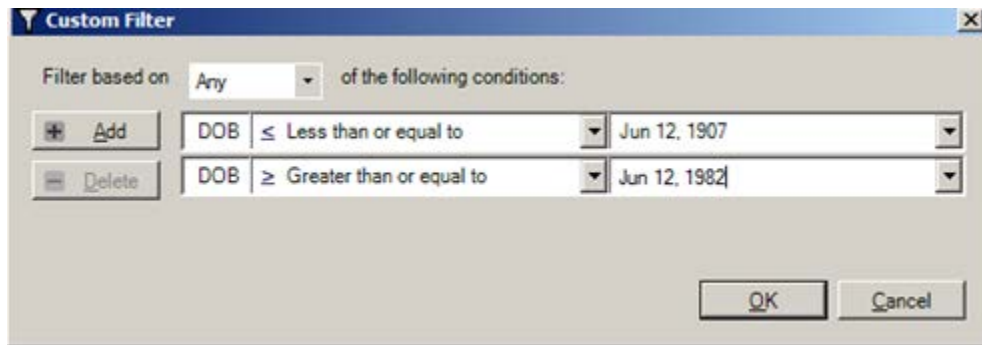 Custom Filter
Filter based on Any of the following conditions:
Add DOB ≤ Less than or equal to Jun 12, 1907
Delete DOB ≥ Greater than or equal to Jun 12, 1982
OK Cancel